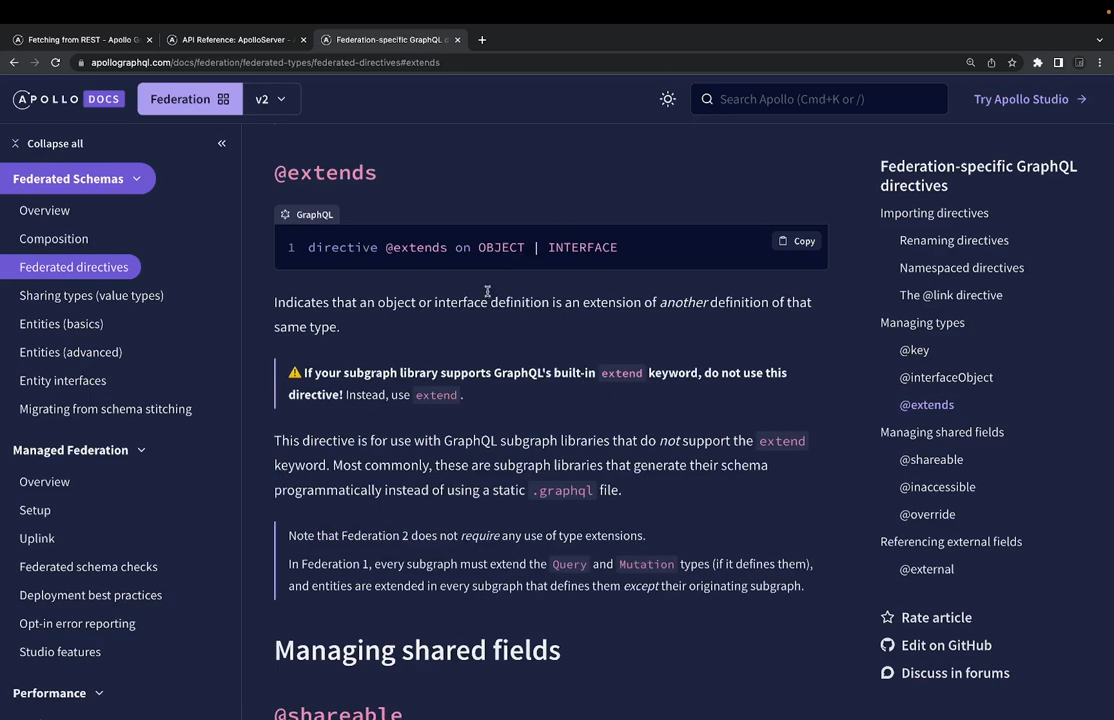 Fetching from REST - Apollo G
API Reference: ApolloServer -
Federation-specific GraphQL d
apollographql.com/docs/federation/federated-types/federated-directives#extends
APOLLO DOCS
Federation
v2
Search Apollo (Cmd+K or /)
Try Apollo Studio
Collapse all
Federated Schemas
Overview
Composition
Federated directives
Sharing types (value types)
Entities (basics)
Entities (advanced)
Entity interfaces
Migrating from schema stitching
Managed Federation
Overview
Setup
Uplink
Federated schema checks
Deployment best practices
Opt-in error reporting
Studio features
Performance
@extends
GraphQL
1 directive @extends on OBJECT | INTERFACE
Copy
Indicates that an object or interface definition is an extension of another definition of that
same type.
⚠️ If your subgraph library supports GraphQL's built-in extend keyword, do not use this
directive! Instead, use extend.
This directive is for use with GraphQL subgraph libraries that do not support the extend
keyword. Most commonly, these are subgraph libraries that generate their schema
programmatically instead of using a static .graphql file.
Note that Federation 2 does not require any use of type extensions.
In Federation 1, every subgraph must extend the Query and Mutation types (if it defines them),
and entities are extended in every subgraph that defines them except their originating subgraph.
Managing shared fields
@shareable
Federation-specific GraphQL
directives
Importing directives
Renaming directives
Namespaced directives
The @link directive
Managing types
@key
@interfaceObject
@extends
Managing shared fields
@shareable
@inaccessible
@override
Referencing external fields
@external
Rate article
Edit on GitHub
Discuss in forums